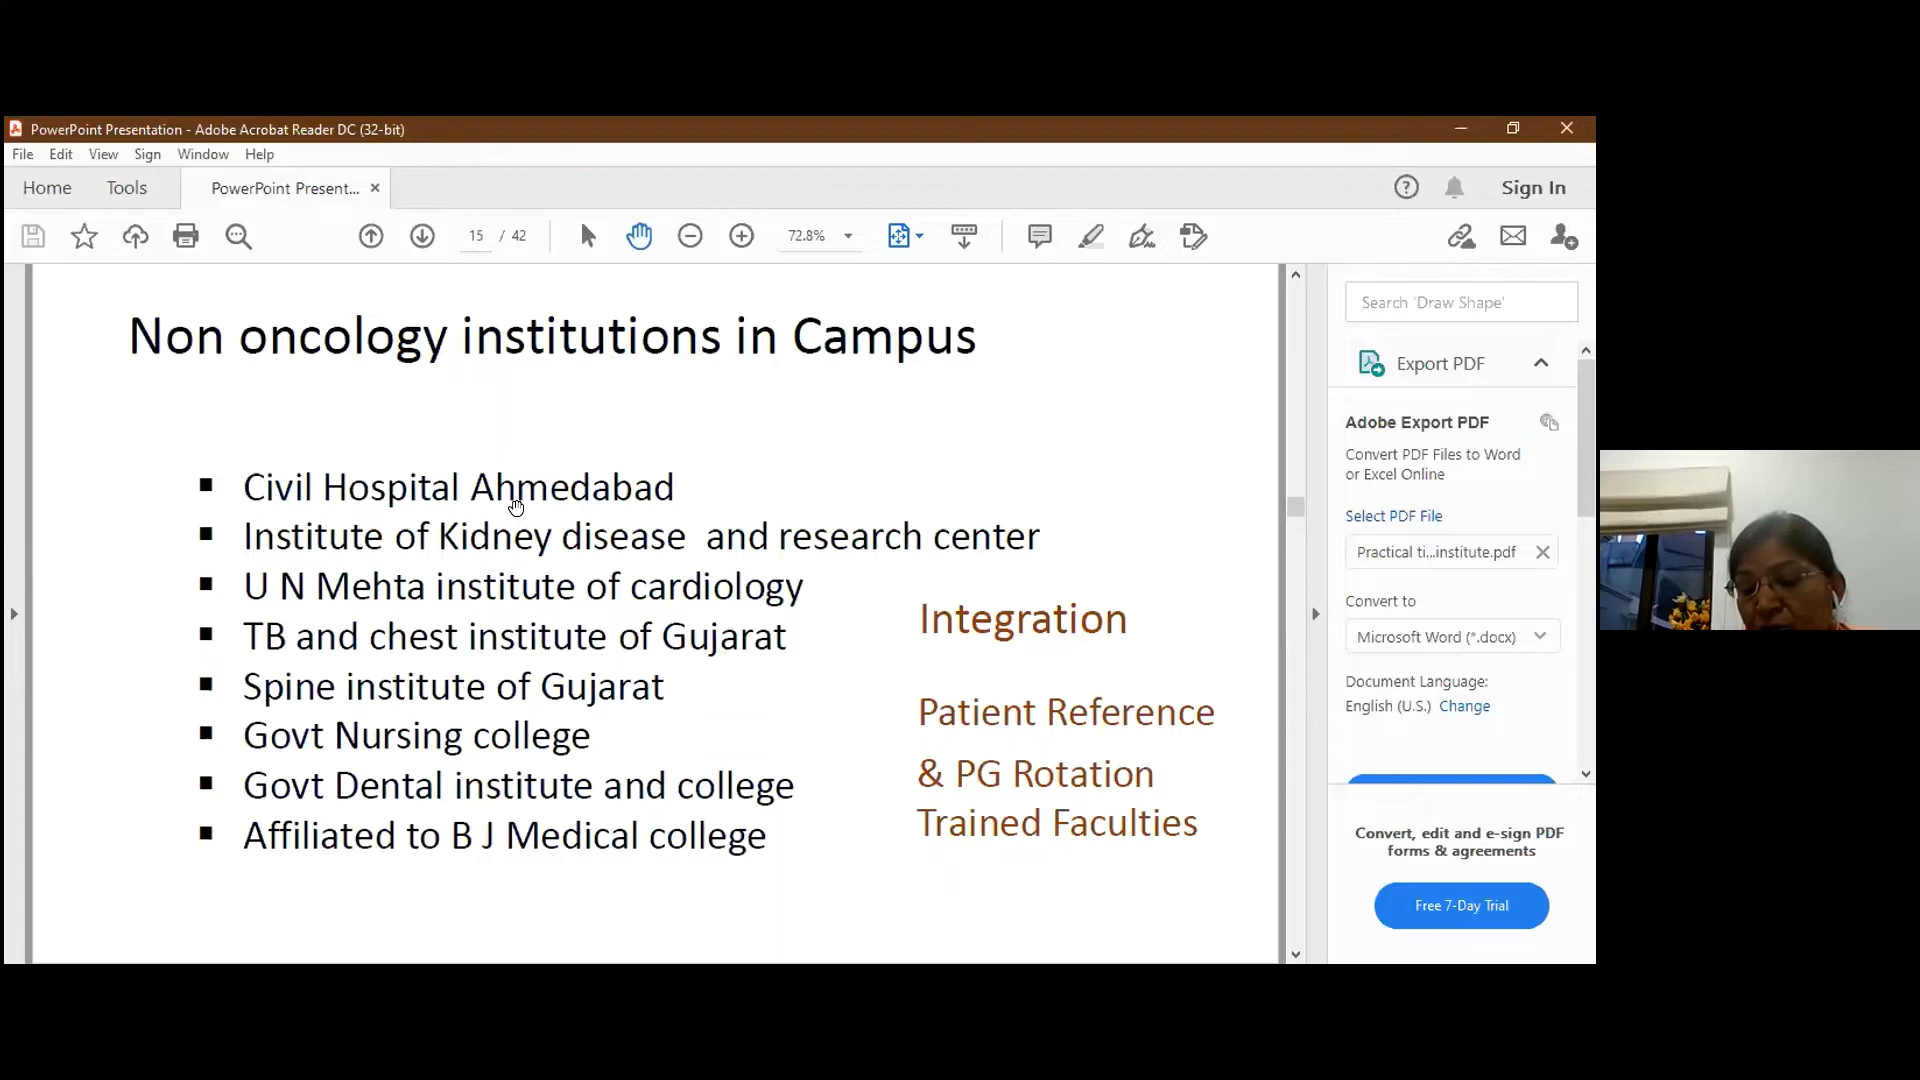 PowerPoint Presentation - Adobe Acrobat Reader DC (32-bit)
File Edit View Sign Window Help
Home Tools PowerPoint Present... Sign In
15 / 42 72.8%
Non oncology institutions in Campus
▪ Civil Hospital Ahmedabad
▪ Institute of Kidney disease and research center
▪ U N Mehta institute of cardiology
▪ TB and chest institute of Gujarat
▪ Spine institute of Gujarat
▪ Govt Nursing college
▪ Govt Dental institute and college
▪ Affiliated to B J Medical college
Integration
Patient Reference
& PG Rotation
Trained Faculties
Search 'Draw Shape'
Export PDF
Adobe Export PDF
Convert PDF Files to Word
or Excel Online
Select PDF File
Practical ti...institute.pdf
Convert to
Microsoft Word (*.docx)
Document Language:
English (U.S.) Change
Convert, edit and e-sign PDF
forms & agreements
Free 7-Day Trial